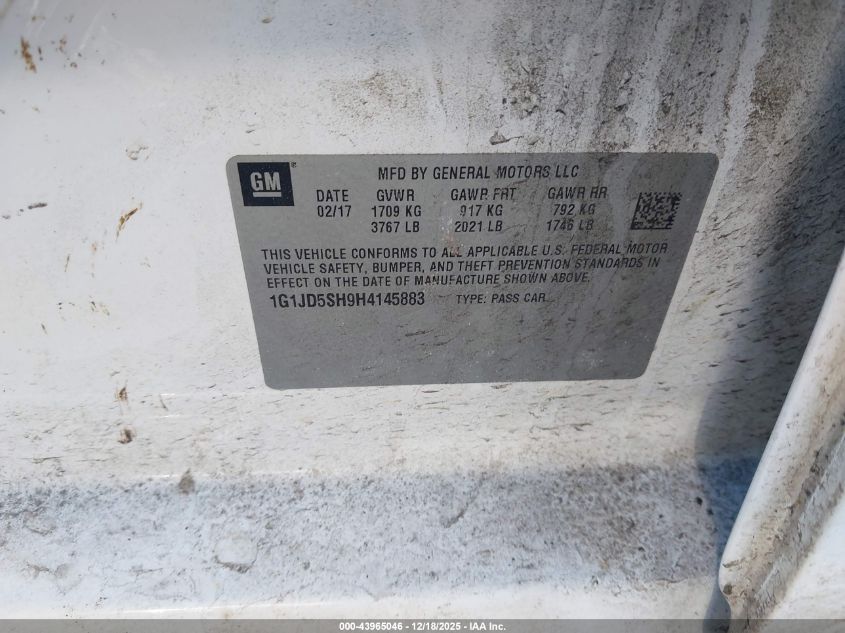 GM
MFD BY GENERAL MOTORS LLC
DATE GVWR GAWR FRT GAWR RR
02/17 1709 KG 917 KG 792 KG
3767 LB 2021 LB 1746 LB
THIS VEHICLE CONFORMS TO ALL APPLICABLE U.S. FEDERAL MOTOR
VEHICLE SAFETY, BUMPER, AND THEFT PREVENTION STANDARDS IN
EFFECT ON THE DATE OF MANUFACTURE SHOWN ABOVE.
1G1JD5SH9H4145883 TYPE: PASS CAR
000-43965046 - 12/18/2025 - IAA Inc.